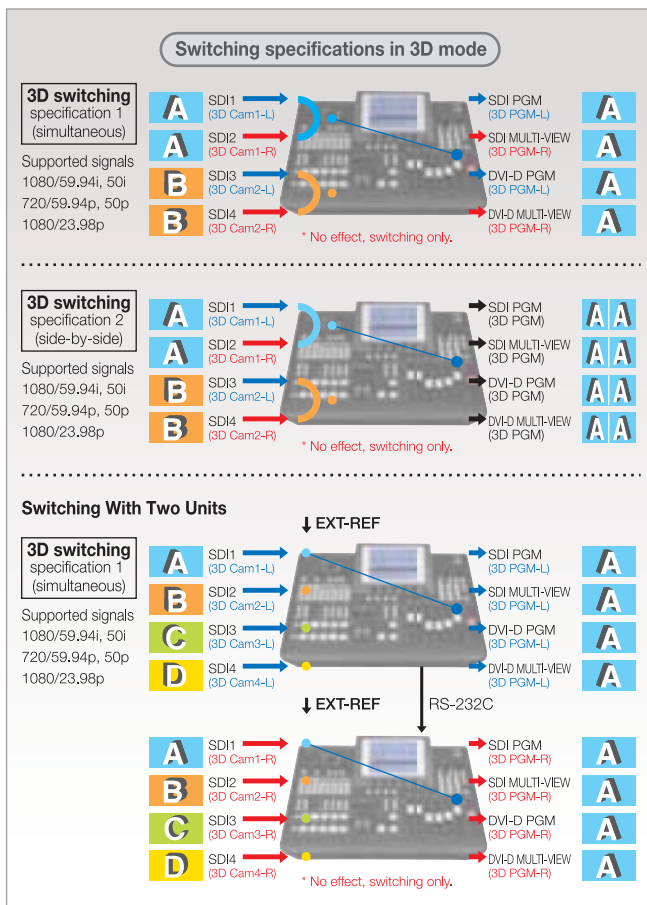 Switching specifications in 3D mode
3D switching
specification 1
(simultaneous)
Supported signals
1080/59.94i, 50i
720/59.94p, 50p
1080/23.98p
A
SDI1
(3D Cam1-L)
A
SDI2
(3D Cam1-R)
B
SDI3
(3D Cam2-L)
B
SDI4
(3D Cam2-R)
* No effect, switching only.
SDI PGM
(3D PGM-L)
A
SDI MULTI-VIEW
(3D PGM-R)
A
DVI-D PGM
(3D PGM-L)
A
DVI-D MULTI-VIEW
(3D PGM-R)
A
3D switching
specification 2
(side-by-side)
Supported signals
1080/59.94i, 50i
720/59.94p, 50p
1080/23.98p
A
SDI1
(3D Cam1-L)
A
SDI2
(3D Cam1-R)
B
SDI3
(3D Cam2-L)
B
SDI4
(3D Cam2-R)
* No effect, switching only.
SDI PGM
(3D PGM)
A A
SDI MULTI-VIEW
(3D PGM)
A A
DVI-D PGM
(3D PGM)
A A
DVI-D MULTI-VIEW
(3D PGM)
A A
Switching With Two Units
3D switching
specification 1
(simultaneous)
Supported signals
1080/59.94i, 50i
720/59.94p, 50p
1080/23.98p
↓ EXT-REF
A
SDI1
(3D Cam1-L)
B
SDI2
(3D Cam2-L)
C
SDI3
(3D Cam3-L)
D
SDI4
(3D Cam4-L)
SDI PGM
(3D PGM-L)
A
SDI MULTI-VIEW
(3D PGM-L)
A
DVI-D PGM
(3D PGM-L)
A
DVI-D MULTI-VIEW
(3D PGM-L)
A
↓ EXT-REF
RS-232C
A
SDI1
(3D Cam1-R)
B
SDI2
(3D Cam2-R)
C
SDI3
(3D Cam3-R)
D
SDI4
(3D Cam4-R)
* No effect, switching only.
SDI PGM
(3D PGM-R)
A
SDI MULTI-VIEW
(3D PGM-R)
A
DVI-D PGM
(3D PGM-R)
A
DVI-D MULTI-VIEW
(3D PGM-R)
A